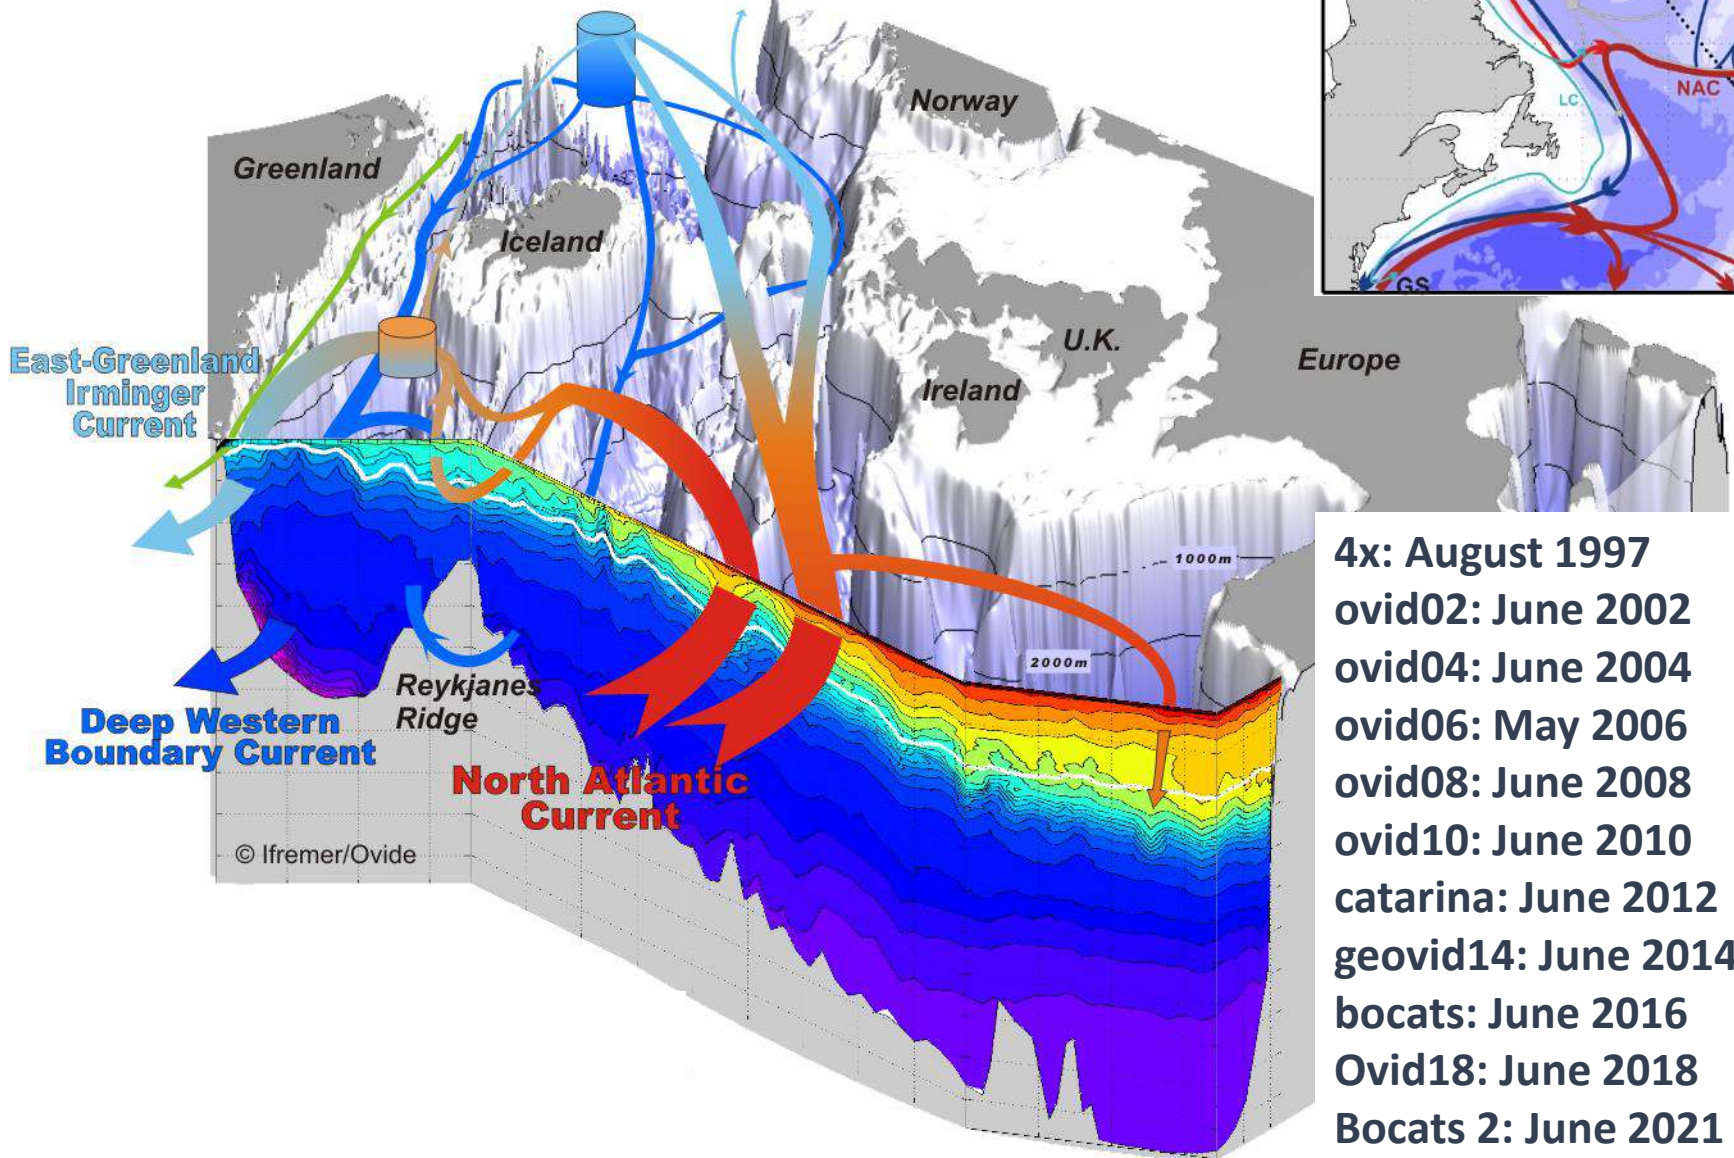 Norway
Greenland
Iceland
LC
NAC
GS
U.K.
Ireland
Europe
East-Greenland
Irminger
Current
1000m
2000m
Reykjanes
Ridge
Deep Western
Boundary Current
North Atlantic
Current
© Ifremer/Ovide
4x: August 1997
ovid02: June 2002
ovid04: June 2004
ovid06: May 2006
ovid08: June 2008
ovid10: June 2010
catarina: June 2012
geovid14: June 2014
bocats: June 2016
Ovid18: June 2018
Bocats 2: June 2021